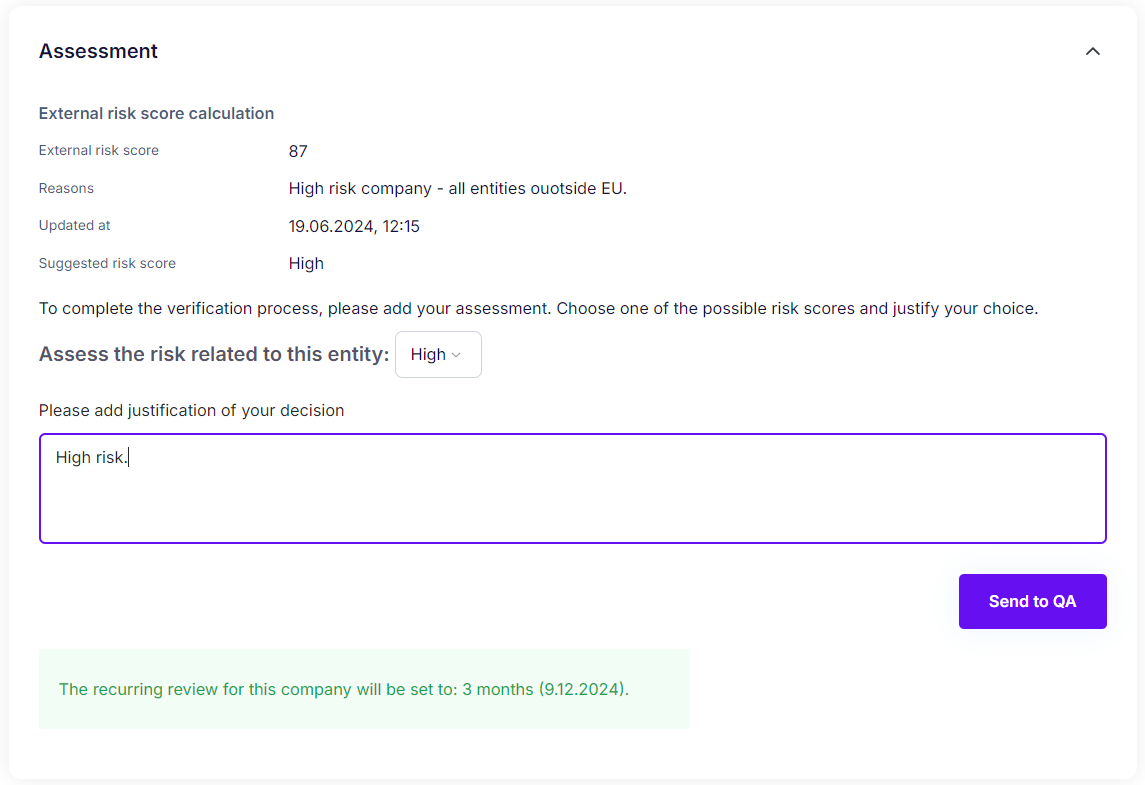 Assessment
External risk score calculation
External risk score 87
Reasons High risk company - all entities ouotside EU.
Updated at 19.06.2024, 12:15
Suggested risk score High
To complete the verification process, please add your assessment. Choose one of the possible risk scores and justify your choice.
Assess the risk related to this entity: High
Please add justification of your decision
High risk.
Send to QA
The recurring review for this company will be set to: 3 months (9.12.2024).